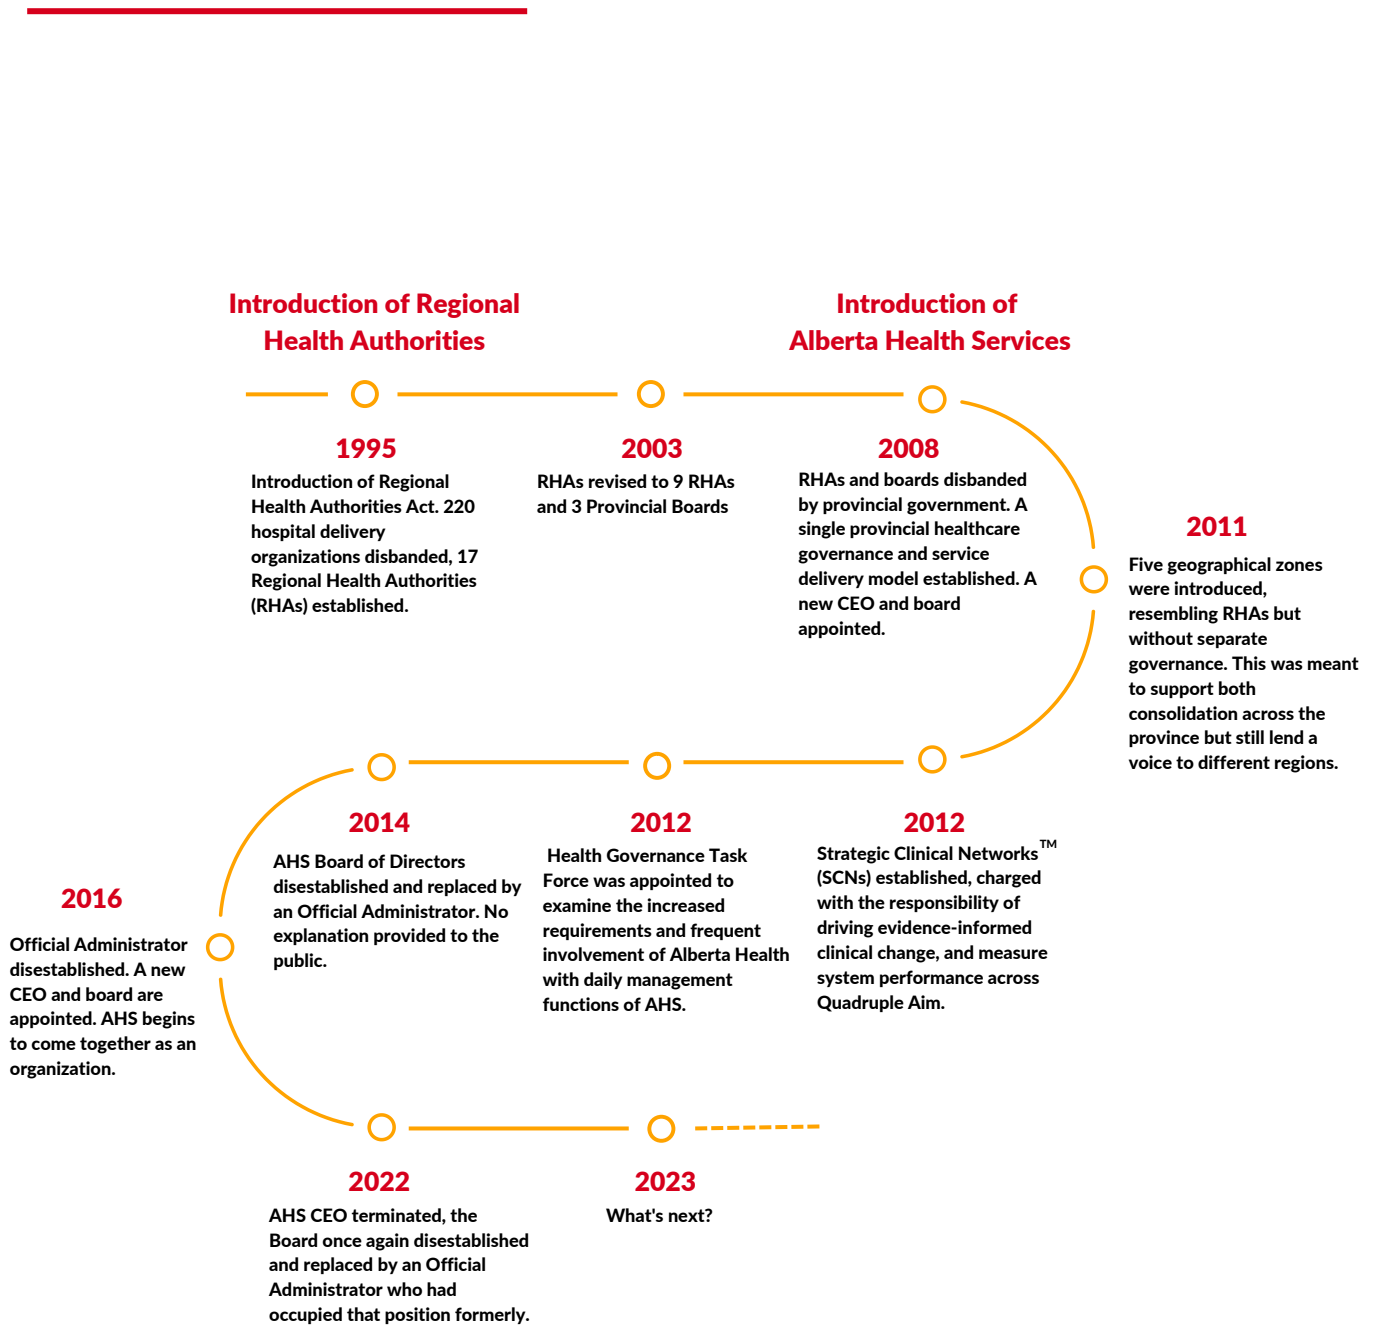 Introduction of Regional
Health Authorities
Introduction of
Alberta Health Services
1995
Introduction of Regional
Health Authorities Act. 220
hospital delivery
organizations disbanded, 17
Regional Health Authorities
(RHAs) established.
2003
RHAs revised to 9 RHAs
and 3 Provincial Boards
2008
RHAs and boards disbanded
by provincial government. A
single provincial healthcare
governance and service
delivery model established. A
new CEO and board
appointed.
2011
Five geographical zones
were introduced,
resembling RHAs but
without separate
governance. This was meant
to support both
consolidation across the
province but still lend a
voice to different regions.
2012
Strategic Clinical Networks™
(SCNs) established, charged
with the responsibility of
driving evidence-informed
clinical change, and measure
system performance across
Quadruple Aim.
2012
Health Governance Task
Force was appointed to
examine the increased
requirements and frequent
involvement of Alberta Health
with daily management
functions of AHS.
2014
AHS Board of Directors
disestablished and replaced by
an Official Administrator. No
explanation provided to the
public.
2016
Official Administrator
disestablished. A new
CEO and board are
appointed. AHS begins
to come together as an
organization.
2022
AHS CEO terminated, the
Board once again disestablished
and replaced by an Official
Administrator who had
occupied that position formerly.
2023
What's next?